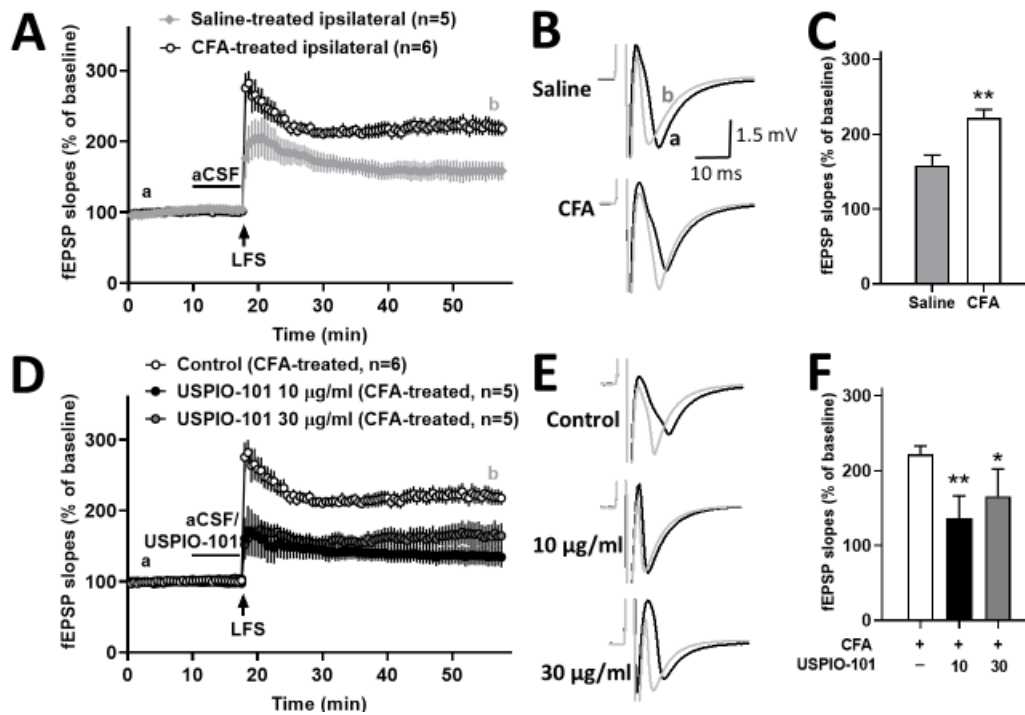 A
Saline-treated ipsilateral (n=5)
CFA-treated ipsilateral (n=6)
fEPSP slopes (% of baseline)
300
200
100
0
a
aCSF
LFS
b
0 10 20 30 40 50
Time (min)
B
Saline
b
a
1.5 mV
10 ms
CFA
C
fEPSP slopes (% of baseline)
300
200
100
0
**
Saline CFA
D
Control (CFA-treated, n=6)
USPIO-101 10 µg/ml (CFA-treated, n=5)
USPIO-101 30 µg/ml (CFA-treated, n=5)
fEPSP slopes (% of baseline)
300
200
100
0
a
aCSF/
USPIO-101
LFS
b
0 10 20 30 40 50
Time (min)
E
Control
10 µg/ml
30 µg/ml
F
fEPSP slopes (% of baseline)
300
200
100
0
**
*
CFA + + +
USPIO-101 – 10 30